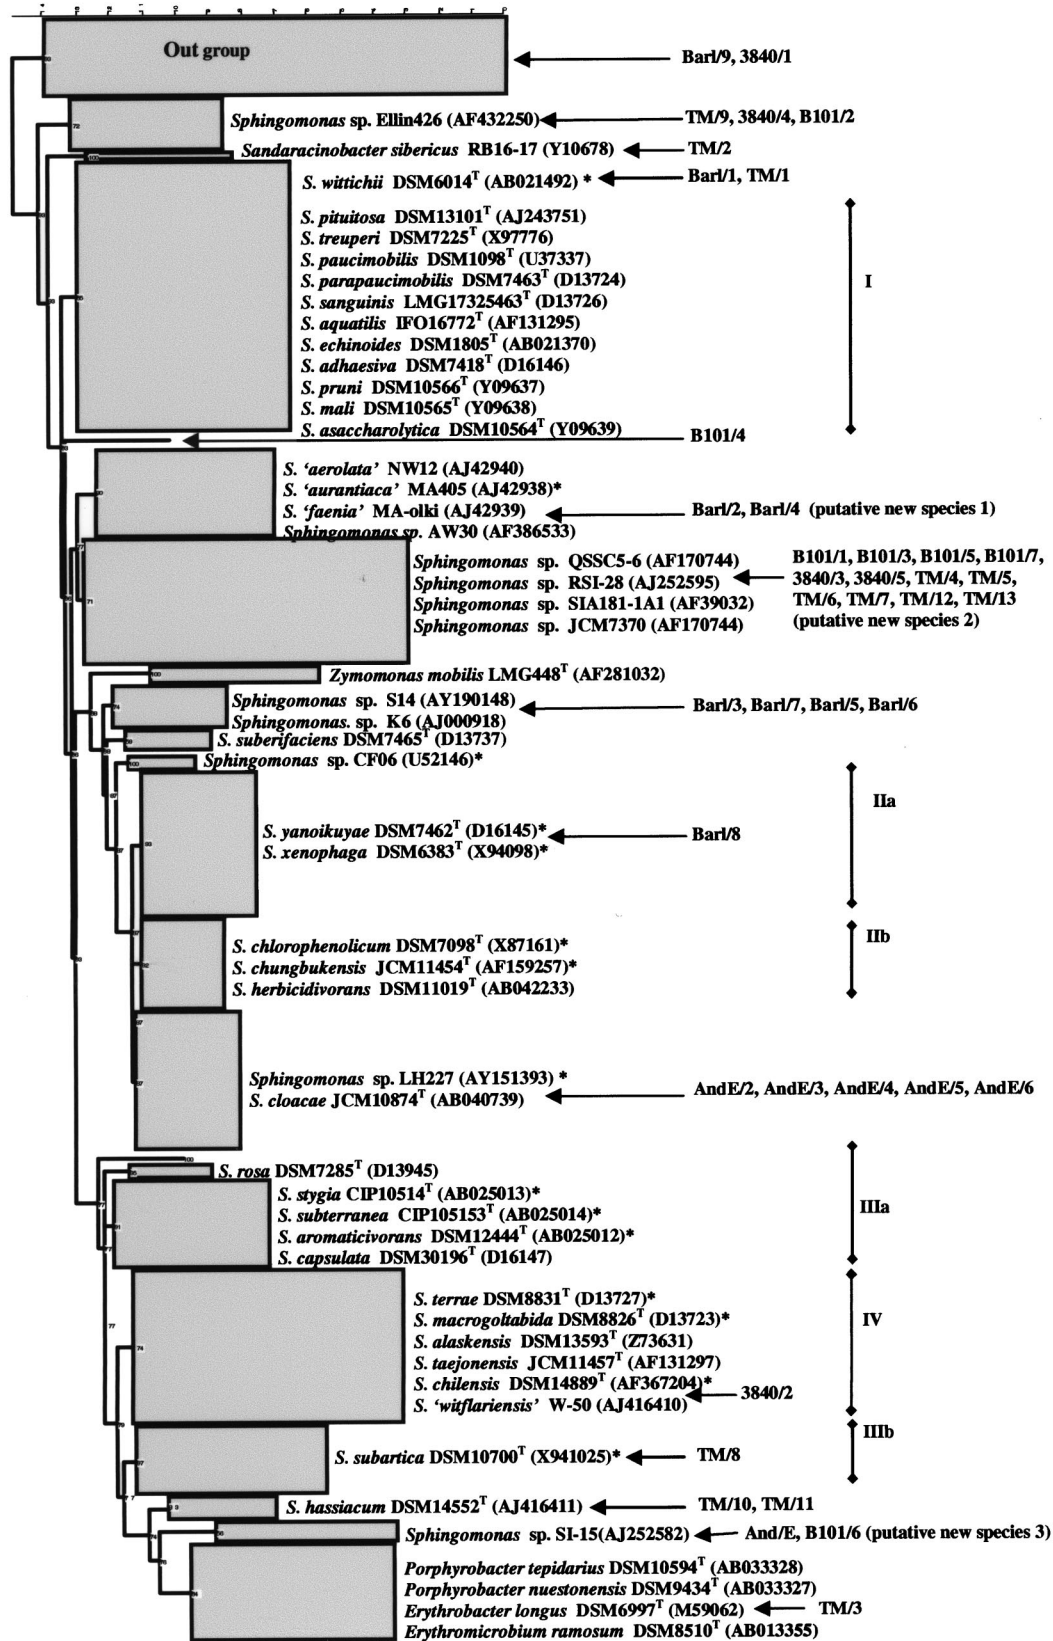 Out group
BarI/9, 3840/1
Sphingomonas sp. Ellin426 (AF432250)
TM/9, 3840/4, B101/2
Sandaracinobacter sibericus RB16-17 (Y10678)
TM/2
S. wittichii DSM6014T (AB021492) *
BarI/1, TM/1
S. pituitosa DSM13101T (AJ243751)
S. treuperi DSM7225T (X97776)
S. paucimobilis DSM1098T (U37337)
S. parapaucimobilis DSM7463T (D13724)
I
S. sanguinis LMG17325463T (D13726)
S. aquatilis IFO16772T (AF131295)
S. echinoides DSM1805T (AB021370)
S. adhaesiva DSM7418T (D16146)
S. pruni DSM10566T (Y09637)
S. mali DSM10565T (Y09638)
S. asaccharolytica DSM10564T (Y09639)
B101/4
S. ‘aerolata’ NW12 (AJ42940)
S. ‘aurantiaca’ MA405 (AJ42938)*
S. ‘faenia’ MA-olki (AJ42939)
BarI/2, BarI/4 (putative new species 1)
Sphingomonas sp. AW30 (AF386533)
Sphingomonas sp. QSSC5-6 (AF170744)
B101/1, B101/3, B101/5, B101/7,
Sphingomonas sp. RSI-28 (AJ252595)
3840/3, 3840/5, TM/4, TM/5,
Sphingomonas sp. SIA181-1A1 (AF39032)
TM/6, TM/7, TM/12, TM/13
Sphingomonas sp. JCM7370 (AF170744)
(putative new species 2)
Zymomonas mobilis LMG448T (AF281032)
Sphingomonas sp. S14 (AY190148)
BarI/3, BarI/7, BarI/5, BarI/6
Sphingomonas. sp. K6 (AJ000918)
S. suberifaciens DSM7465T (D13737)
Sphingomonas sp. CF06 (U52146)*
IIa
S. yanoikuyae DSM7462T (D16145)*
BarI/8
S. xenophaga DSM6383T (X94098)*
IIb
S. chlorophenolicum DSM7098T (X87161)*
S. chungbukensis JCM11454T (AF159257)*
S. herbicidivorans DSM11019T (AB042233)
Sphingomonas sp. LH227 (AY151393) *
S. cloacae JCM10874T (AB040739)
AndE/2, AndE/3, AndE/4, AndE/5, AndE/6
S. rosa DSM7285T (D13945)
S. stygia CIP10514T (AB025013)*
S. subterranea CIP105153T (AB025014)*
IIIa
S. aromaticivorans DSM12444T (AB025012)*
S. capsulata DSM30196T (D16147)
S. terrae DSM8831T (D13727)*
S. macrogoltabida DSM8826T (D13723)*
IV
S. alaskensis DSM13593T (Z73631)
S. taejonensis JCM11457T (AF131297)
S. chilensis DSM14889T (AF367204)*
3840/2
S. ‘witflariensis’ W-50 (AJ416410)
IIIb
S. subartica DSM10700T (X941025)*
TM/8
S. hassiacum DSM14552T (AJ416411)
TM/10, TM/11
Sphingomonas sp. SI-15(AJ252582)
And/E, B101/6 (putative new species 3)
Porphyrobacter tepidarius DSM10594T (AB033328)
Porphyrobacter nuestonensis DSM9434T (AB033327)
Erythrobacter longus DSM6997T (M59062)
TM/3
Erythromicrobium ramosum DSM8510T (AB013355)